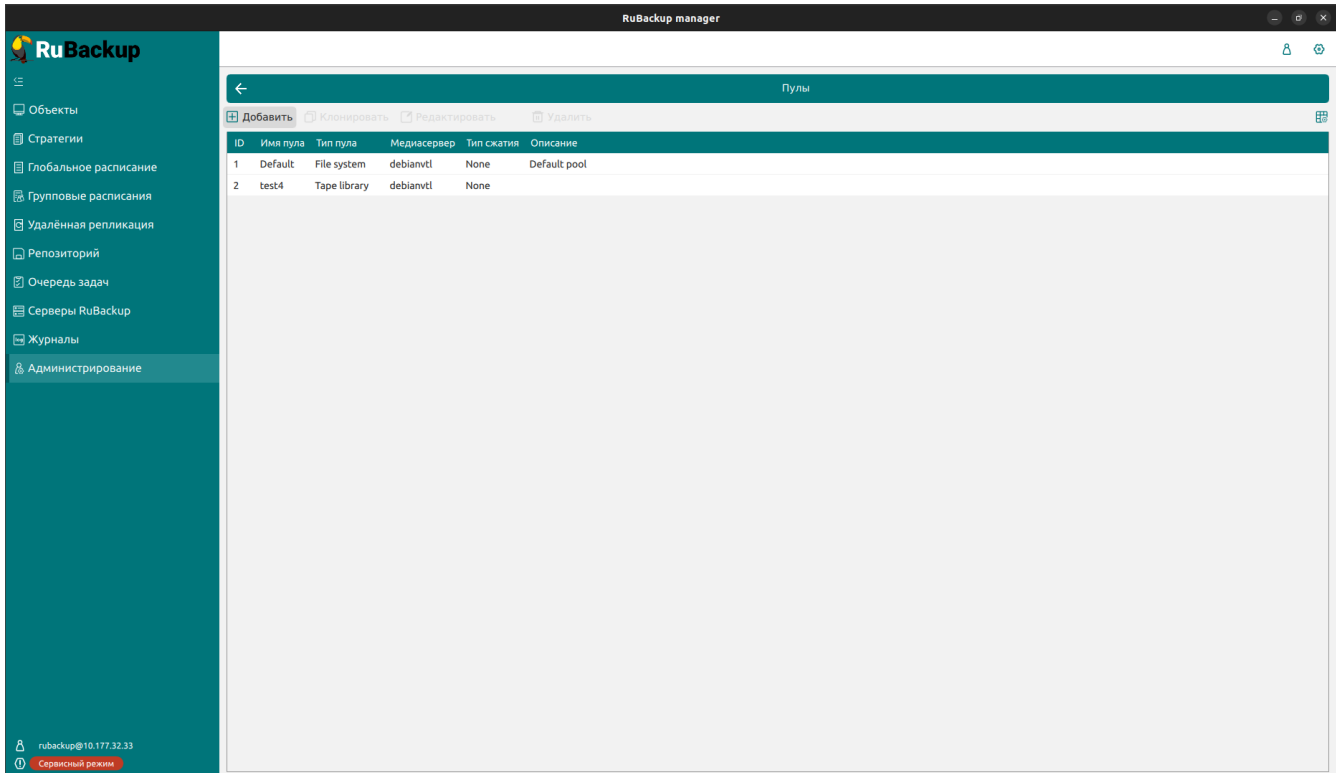 RuBackup manager
RuBackup
Объекты
Стратегии
Глобальное расписание
Групповые расписания
Удалённая репликация
Репозиторий
Очередь задач
Серверы RuBackup
Журналы
Администрирование
Пулы
Добавить Клонировать Редактировать Удалить
ID Имя пула Тип пула Медиасервер Тип сжатия Описание
1 Default File system debianvtl None Default pool
2 test4 Tape library debianvtl None
rubackup@10.177.32.33
Сервисный режим